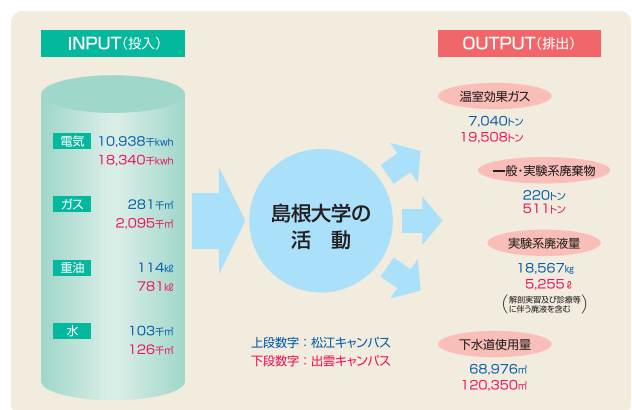 INPUT(投入)
電気 10,938千kwh
18,340千kwh
ガス 281千㎥
2,095千㎥
重油 114kℓ
781kℓ
水 103千㎥
126千㎥
島根大学の
活 動
上段数字：松江キャンパス
下段数字：出雲キャンパス
OUTPUT(排出)
温室効果ガス
7,040トン
19,508トン
一般・実験系廃棄物
220トン
511トン
実験系廃液量
18,567kg
5,255ℓ
(解剖実習及び診療等
に伴う廃液を含む)
下水道使用量
68,976㎥
120,350㎥